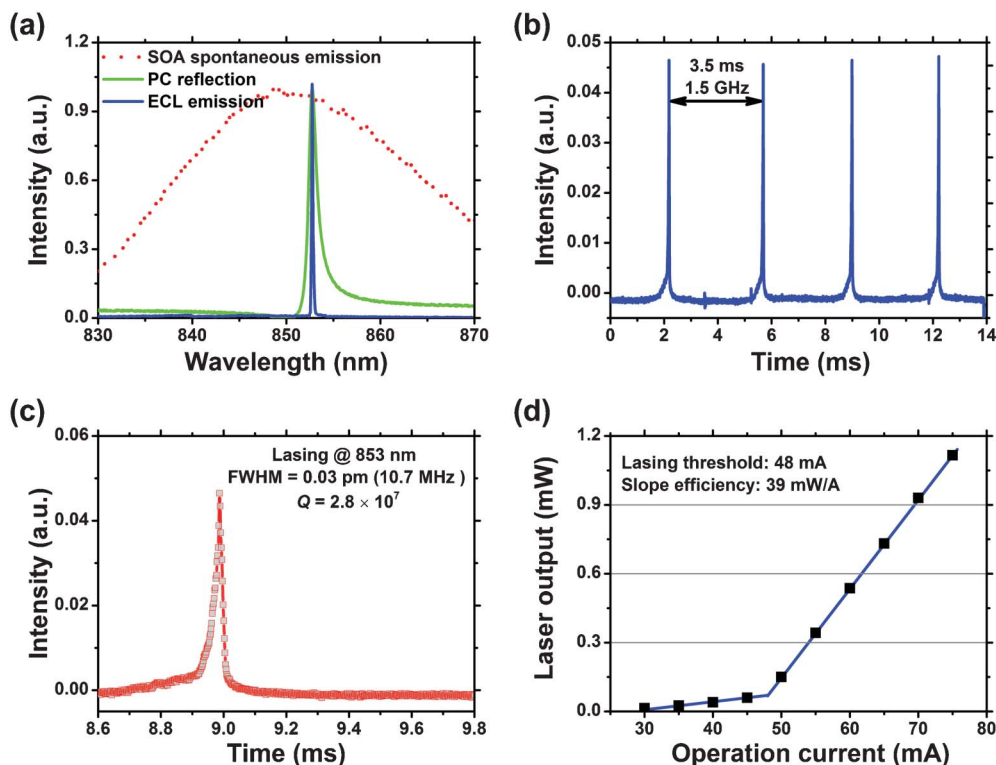 (a)
1.2
0.9
0.6
0.3
0.0
Intensity (a.u.)
SOA spontaneous emission
PC reflection
ECL emission
830 840 850 860 870
Wavelength (nm)
(b)
0.05
0.04
0.03
0.02
0.01
0.00
Intensity (a.u.)
3.5 ms
1.5 GHz
0 2 4 6 8 10 12 14
Time (ms)
(c)
0.06
0.04
0.02
0.00
Intensity (a.u.)
Lasing @ 853 nm
FWHM = 0.03 pm (10.7 MHz )
Q = 2.8 × 10⁷
8.6 8.8 9.0 9.2 9.4 9.6 9.8
Time (ms)
(d)
1.2
0.9
0.6
0.3
0.0
Laser output (mW)
Lasing threshold: 48 mA
Slope efficiency: 39 mW/A
30 40 50 60 70 80
Operation current (mA)